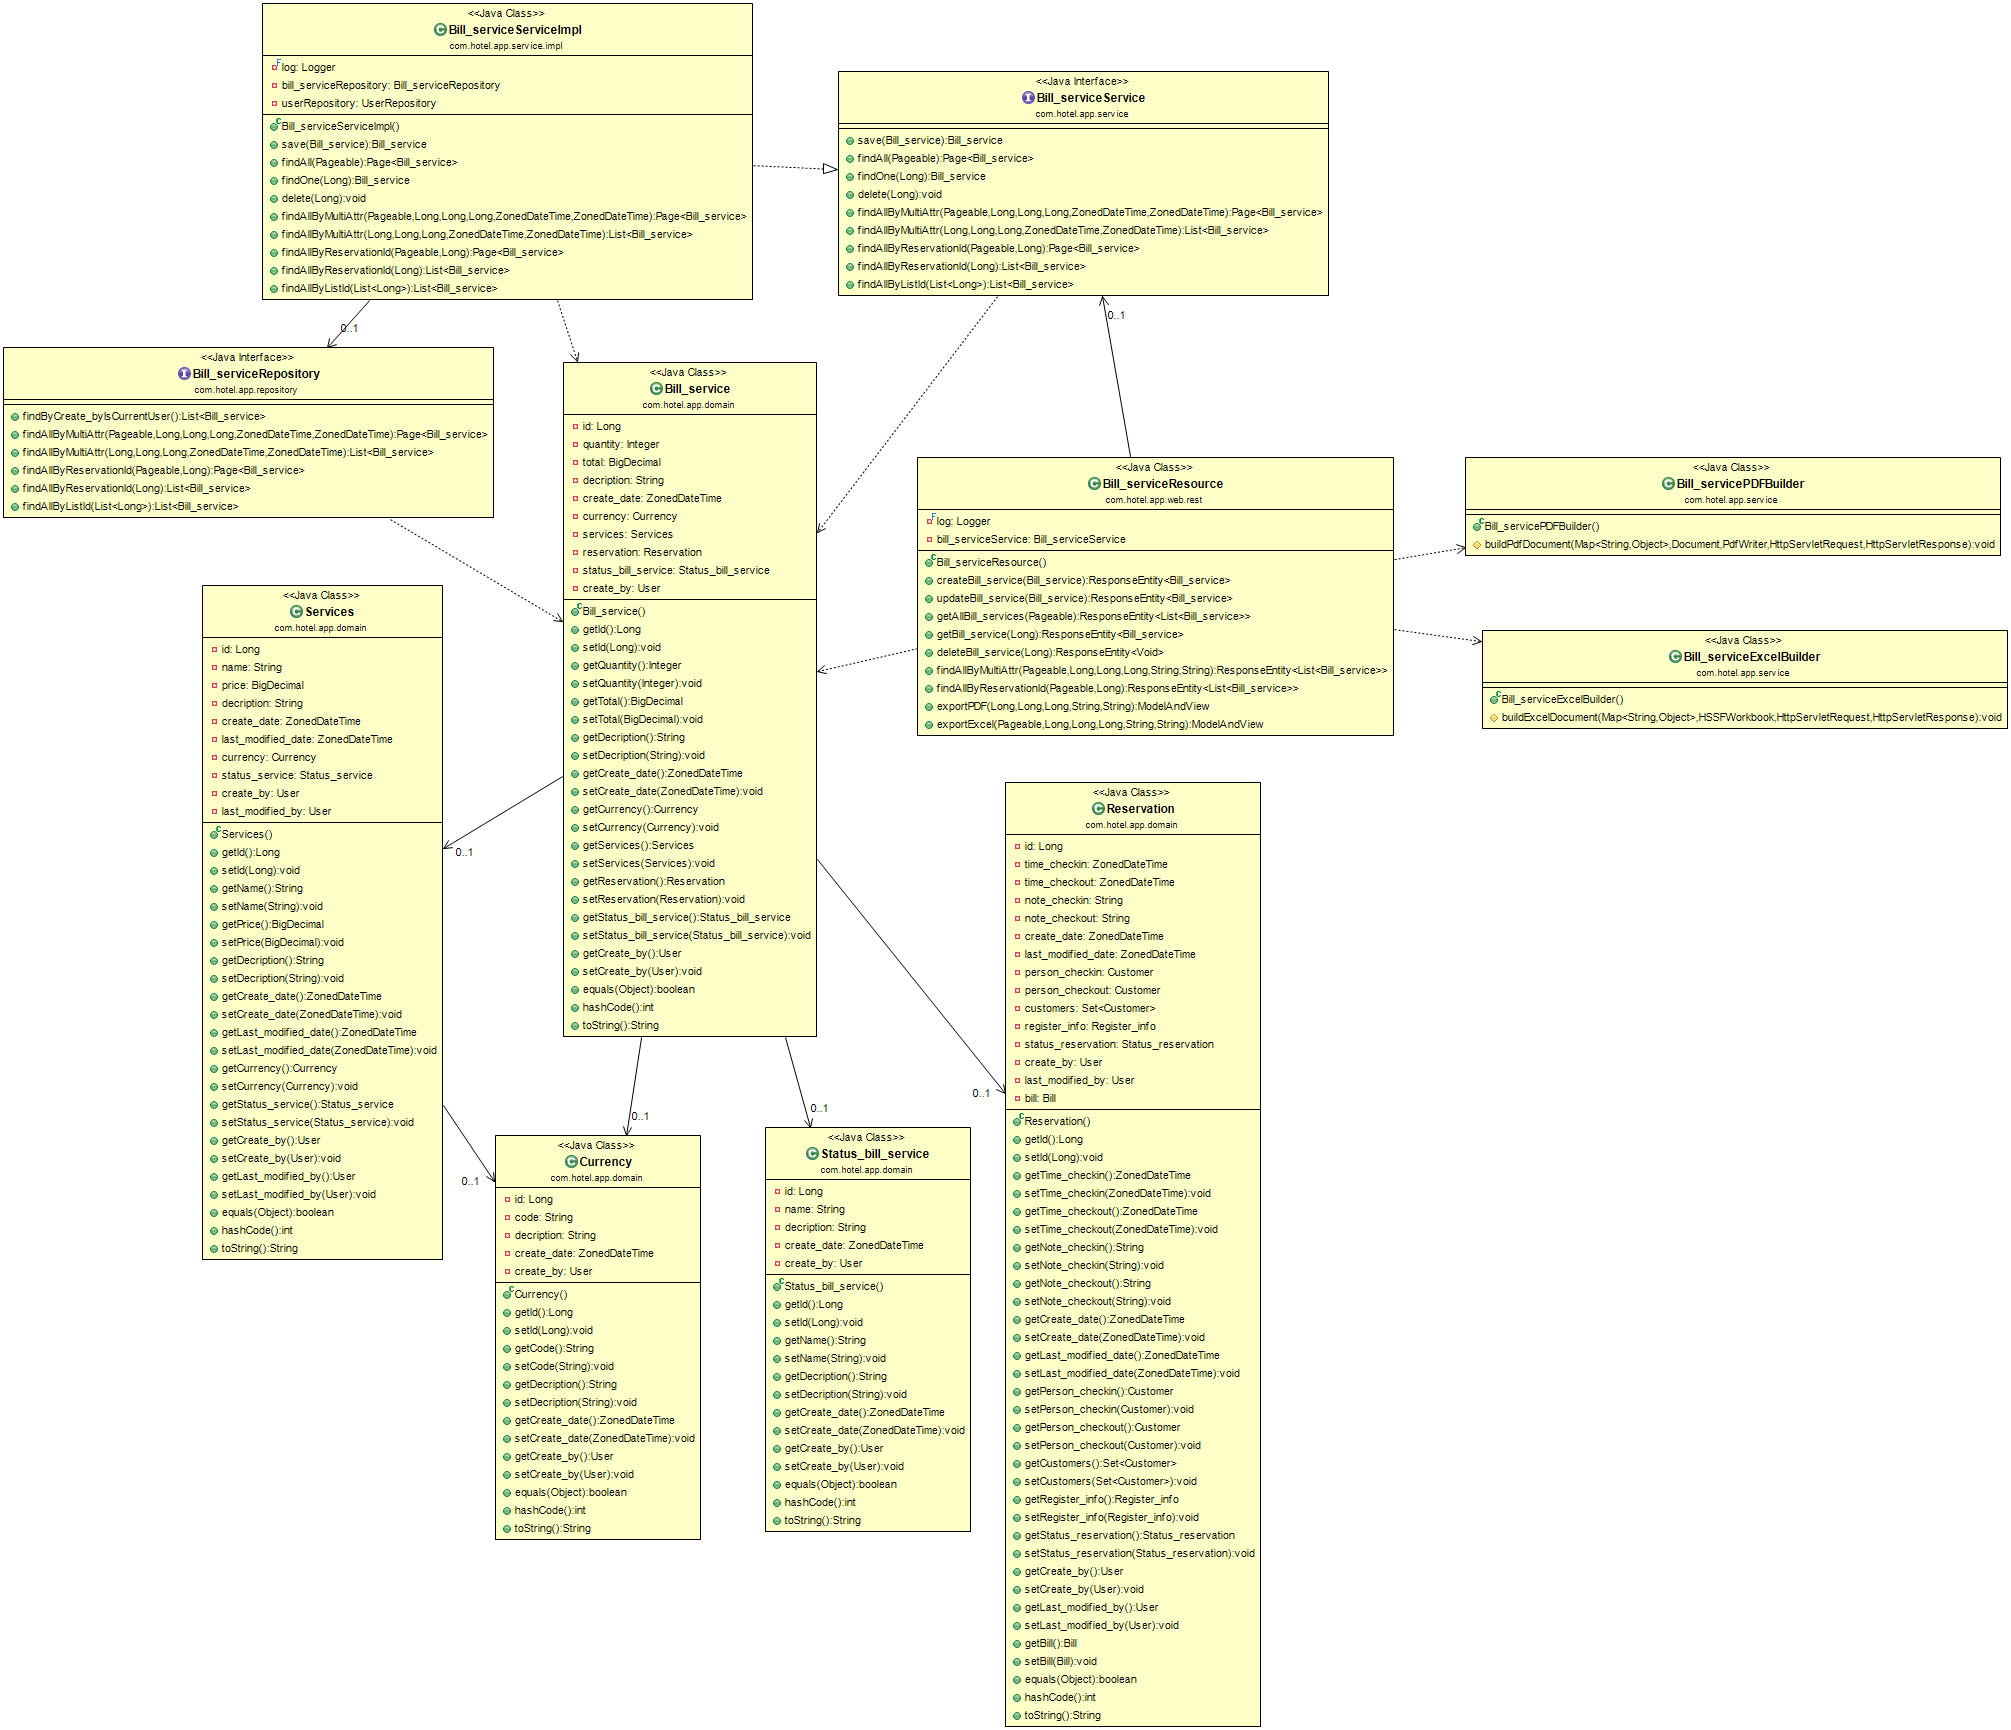 <<Java Class>>
Bill_serviceServiceImpl
com.hotel.app.service.impl
log: Logger
bill_serviceRepository: Bill_serviceRepository
userRepository: UserRepository
Bill_serviceServiceImpl()
save(Bill_service):Bill_service
findAll(Pageable):Page<Bill_service>
findOne(Long):Bill_service
delete(Long):void
findAllByMultiAttr(Pageable,Long,Long,Long,ZonedDateTime,ZonedDateTime):Page<Bill_service>
findAllByMultiAttr(Long,Long,Long,ZonedDateTime,ZonedDateTime):List<Bill_service>
findAllByReservationId(Pageable,Long):Page<Bill_service>
findAllByReservationId(Long):List<Bill_service>
findAllByListId(List<Long>):List<Bill_service>
<<Java Interface>>
Bill_serviceService
com.hotel.app.service
save(Bill_service):Bill_service
findAll(Pageable):Page<Bill_service>
findOne(Long):Bill_service
delete(Long):void
findAllByMultiAttr(Pageable,Long,Long,Long,ZonedDateTime,ZonedDateTime):Page<Bill_service>
findAllByMultiAttr(Long,Long,Long,ZonedDateTime,ZonedDateTime):List<Bill_service>
findAllByReservationId(Pageable,Long):Page<Bill_service>
findAllByReservationId(Long):List<Bill_service>
findAllByListId(List<Long>):List<Bill_service>
0..1
0..1
<<Java Interface>>
Bill_serviceRepository
com.hotel.app.repository
findByCreate_byIsCurrentUser():List<Bill_service>
findAllByMultiAttr(Pageable,Long,Long,Long,ZonedDateTime,ZonedDateTime):Page<Bill_service>
findAllByMultiAttr(Long,Long,Long,ZonedDateTime,ZonedDateTime):List<Bill_service>
findAllByReservationId(Pageable,Long):Page<Bill_service>
findAllByReservationId(Long):List<Bill_service>
findAllByListId(List<Long>):List<Bill_service>
<<Java Class>>
Bill_service
com.hotel.app.domain
id: Long
quantity: Integer
total: BigDecimal
decription: String
create_date: ZonedDateTime
currency: Currency
services: Services
reservation: Reservation
status_bill_service: Status_bill_service
create_by: User
Bill_service()
getId():Long
setId(Long):void
getQuantity():Integer
setQuantity(Integer):void
getTotal():BigDecimal
setTotal(BigDecimal):void
getDecription():String
setDecription(String):void
getCreate_date():ZonedDateTime
setCreate_date(ZonedDateTime):void
getCurrency():Currency
setCurrency(Currency):void
getServices():Services
setServices(Services):void
getReservation():Reservation
setReservation(Reservation):void
getStatus_bill_service():Status_bill_service
setStatus_bill_service(Status_bill_service):void
getCreate_by():User
setCreate_by(User):void
equals(Object):boolean
hashCode():int
toString():String
<<Java Class>>
Bill_serviceResource
com.hotel.app.web.rest
log: Logger
bill_serviceService: Bill_serviceService
Bill_serviceResource()
createBill_service(Bill_service):ResponseEntity<Bill_service>
updateBill_service(Bill_service):ResponseEntity<Bill_service>
getAllBill_services(Pageable):ResponseEntity<List<Bill_service>>
getBill_service(Long):ResponseEntity<Bill_service>
deleteBill_service(Long):ResponseEntity<Void>
findAllByMultiAttr(Pageable,Long,Long,Long,String,String):ResponseEntity<List<Bill_service>>
findAllByReservationId(Pageable,Long):ResponseEntity<List<Bill_service>>
exportPDF(Long,Long,Long,String,String):ModelAndView
exportExcel(Pageable,Long,Long,Long,String,String):ModelAndView
<<Java Class>>
Bill_servicePDFBuilder
com.hotel.app.service
Bill_servicePDFBuilder()
buildPdfDocument(Map<String,Object>,Document,PdfWriter,HttpServletRequest,HttpServletResponse):void
<<Java Class>>
Bill_serviceExcelBuilder
com.hotel.app.service
Bill_serviceExcelBuilder()
buildExcelDocument(Map<String,Object>,HSSFWorkbook,HttpServletRequest,HttpServletResponse):void
<<Java Class>>
Services
com.hotel.app.domain
id: Long
name: String
price: BigDecimal
decription: String
create_date: ZonedDateTime
last_modified_date: ZonedDateTime
currency: Currency
status_service: Status_service
create_by: User
last_modified_by: User
Services()
getId():Long
setId(Long):void
getName():String
setName(String):void
getPrice():BigDecimal
setPrice(BigDecimal):void
getDecription():String
setDecription(String):void
getCreate_date():ZonedDateTime
setCreate_date(ZonedDateTime):void
getLast_modified_date():ZonedDateTime
setLast_modified_date(ZonedDateTime):void
getCurrency():Currency
setCurrency(Currency):void
getStatus_service():Status_service
setStatus_service(Status_service):void
getCreate_by():User
setCreate_by(User):void
getLast_modified_by():User
setLast_modified_by(User):void
equals(Object):boolean
hashCode():int
toString():String
0..1
0..1
0..1
0..1
0..1
<<Java Class>>
Currency
com.hotel.app.domain
id: Long
code: String
decription: String
create_date: ZonedDateTime
create_by: User
Currency()
getId():Long
setId(Long):void
getCode():String
setCode(String):void
getDecription():String
setDecription(String):void
getCreate_date():ZonedDateTime
setCreate_date(ZonedDateTime):void
getCreate_by():User
setCreate_by(User):void
equals(Object):boolean
hashCode():int
toString():String
<<Java Class>>
Status_bill_service
com.hotel.app.domain
id: Long
name: String
decription: String
create_date: ZonedDateTime
create_by: User
Status_bill_service()
getId():Long
setId(Long):void
getName():String
setName(String):void
getDecription():String
setDecription(String):void
getCreate_date():ZonedDateTime
setCreate_date(ZonedDateTime):void
getCreate_by():User
setCreate_by(User):void
equals(Object):boolean
hashCode():int
toString():String
<<Java Class>>
Reservation
com.hotel.app.domain
id: Long
time_checkin: ZonedDateTime
time_checkout: ZonedDateTime
note_checkin: String
note_checkout: String
create_date: ZonedDateTime
last_modified_date: ZonedDateTime
person_checkin: Customer
person_checkout: Customer
customers: Set<Customer>
register_info: Register_info
status_reservation: Status_reservation
create_by: User
last_modified_by: User
bill: Bill
Reservation()
getId():Long
setId(Long):void
getTime_checkin():ZonedDateTime
setTime_checkin(ZonedDateTime):void
getTime_checkout():ZonedDateTime
setTime_checkout(ZonedDateTime):void
getNote_checkin():String
setNote_checkin(String):void
getNote_checkout():String
setNote_checkout(String):void
getCreate_date():ZonedDateTime
setCreate_date(ZonedDateTime):void
getLast_modified_date():ZonedDateTime
setLast_modified_date(ZonedDateTime):void
getPerson_checkin():Customer
setPerson_checkin(Customer):void
getPerson_checkout():Customer
setPerson_checkout(Customer):void
getCustomers():Set<Customer>
setCustomers(Set<Customer>):void
getRegister_info():Register_info
setRegister_info(Register_info):void
getStatus_reservation():Status_reservation
setStatus_reservation(Status_reservation):void
getCreate_by():User
setCreate_by(User):void
getLast_modified_by():User
setLast_modified_by(User):void
getBill():Bill
setBill(Bill):void
equals(Object):boolean
hashCode():int
toString():String